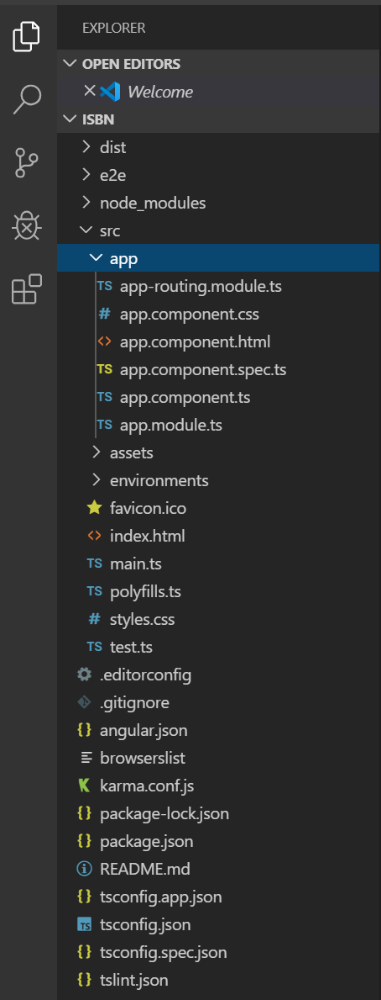 EXPLORER
OPEN EDITORS
Welcome
ISBN
dist
e2e
node_modules
src
app
TS app-routing.module.ts
# app.component.css
<> app.component.html
TS app.component.spec.ts
TS app.component.ts
TS app.module.ts
assets
environments
favicon.ico
<> index.html
TS main.ts
TS polyfills.ts
# styles.css
TS test.ts
.editorconfig
.gitignore
{} angular.json
browserslist
karma.conf.js
{} package-lock.json
{} package.json
README.md
{} tsconfig.app.json
TS tsconfig.json
{} tsconfig.spec.json
{} tslint.json